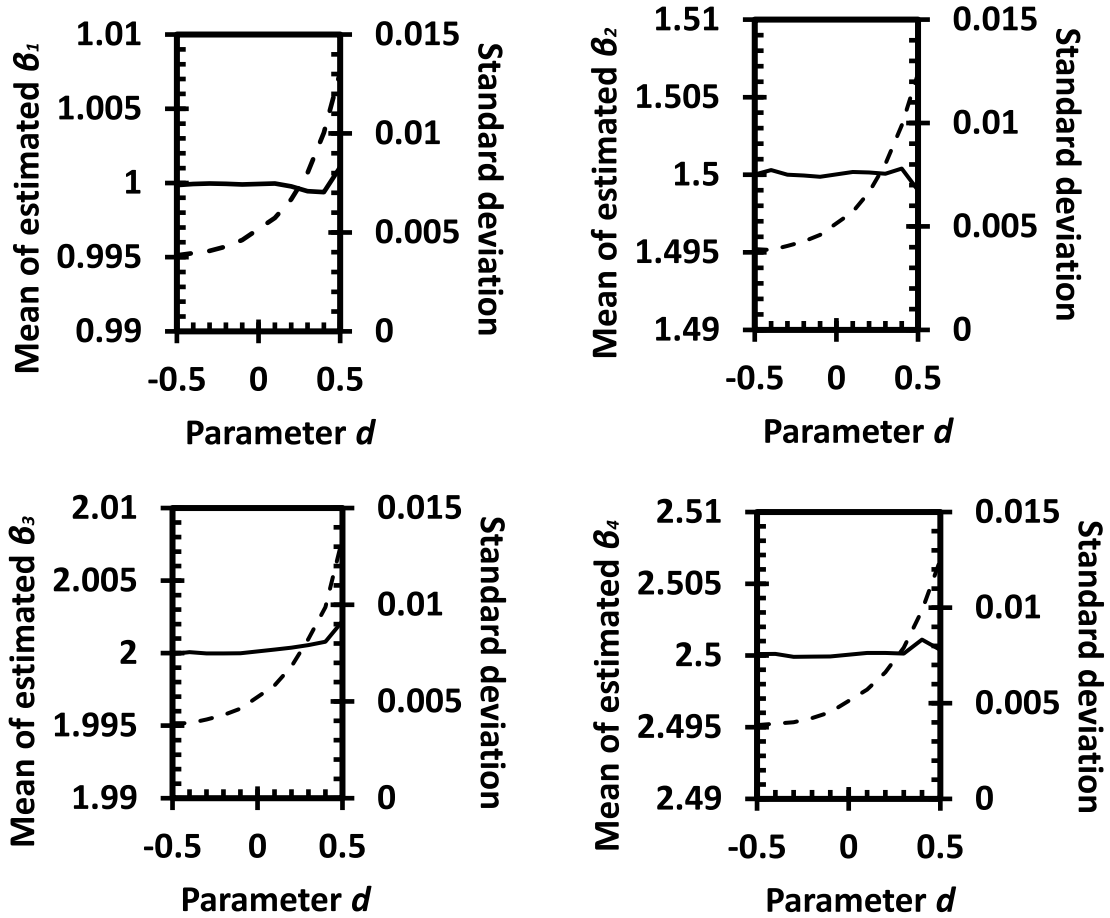 Mean of estimated β1
1.01
1.005
1
0.995
0.99
0.015
0.01
0.005
0
Standard deviation
-0.5 0 0.5
Parameter d
Mean of estimated β2
1.51
1.505
1.5
1.495
1.49
0.015
0.01
0.005
0
Standard deviation
-0.5 0 0.5
Parameter d
Mean of estimated β3
2.01
2.005
2
1.995
1.99
0.015
0.01
0.005
0
Standard deviation
-0.5 0 0.5
Parameter d
Mean of estimated β4
2.51
2.505
2.5
2.495
2.49
0.015
0.01
0.005
0
Standard deviation
-0.5 0 0.5
Parameter d